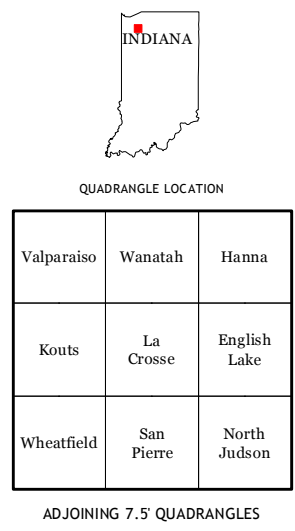 INDIANA
QUADRANGLE LOCATION
Valparaiso
Wanatah
Hanna
Kouts
La
Crosse
English
Lake
Wheatfield
San
Pierre
North
Judson
ADJOINING 7.5' QUADRANGLES